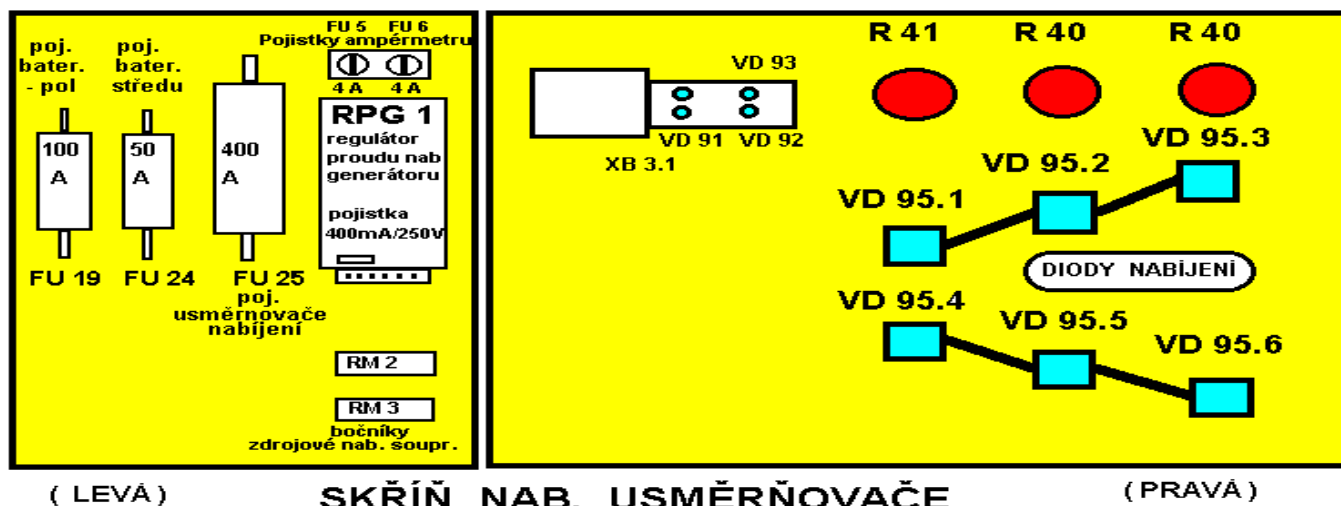 poj.
bater.
- pol
poj.
bater.
středu
FU 5 FU 6
Pojistky ampérmetru
4 A 4 A
100
A
50
A
400
A
RPG 1
regulátor
proudu nab
generátoru
pojistka
400mA/250V
FU 19
FU 24
FU 25
poj.
usměrnovače
nabíjení
RM 2
RM 3
bočníky
zdrojové nab. soupr.
( LEVÁ )
R 41
R 40
R 40
VD 93
VD 91
VD 92
XB 3.1
VD 95.1
VD 95.2
VD 95.3
DIODY NABÍJENÍ
VD 95.4
VD 95.5
VD 95.6
SKŘÍŇ NAB. USMĚRŇOVAČE
( PRAVÁ )